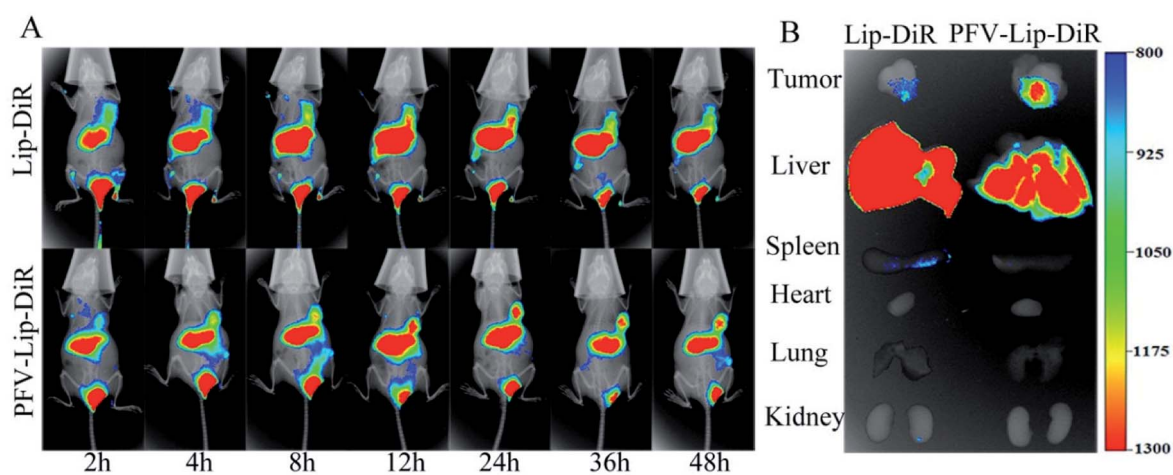 A
Lip-DiR
PFV-Lip-DiR
2h 4h 8h 12h 24h 36h 48h
B
Lip-DiR PFV-Lip-DiR
Tumor
Liver
Spleen
Heart
Lung
Kidney
800
925
1050
1175
1300